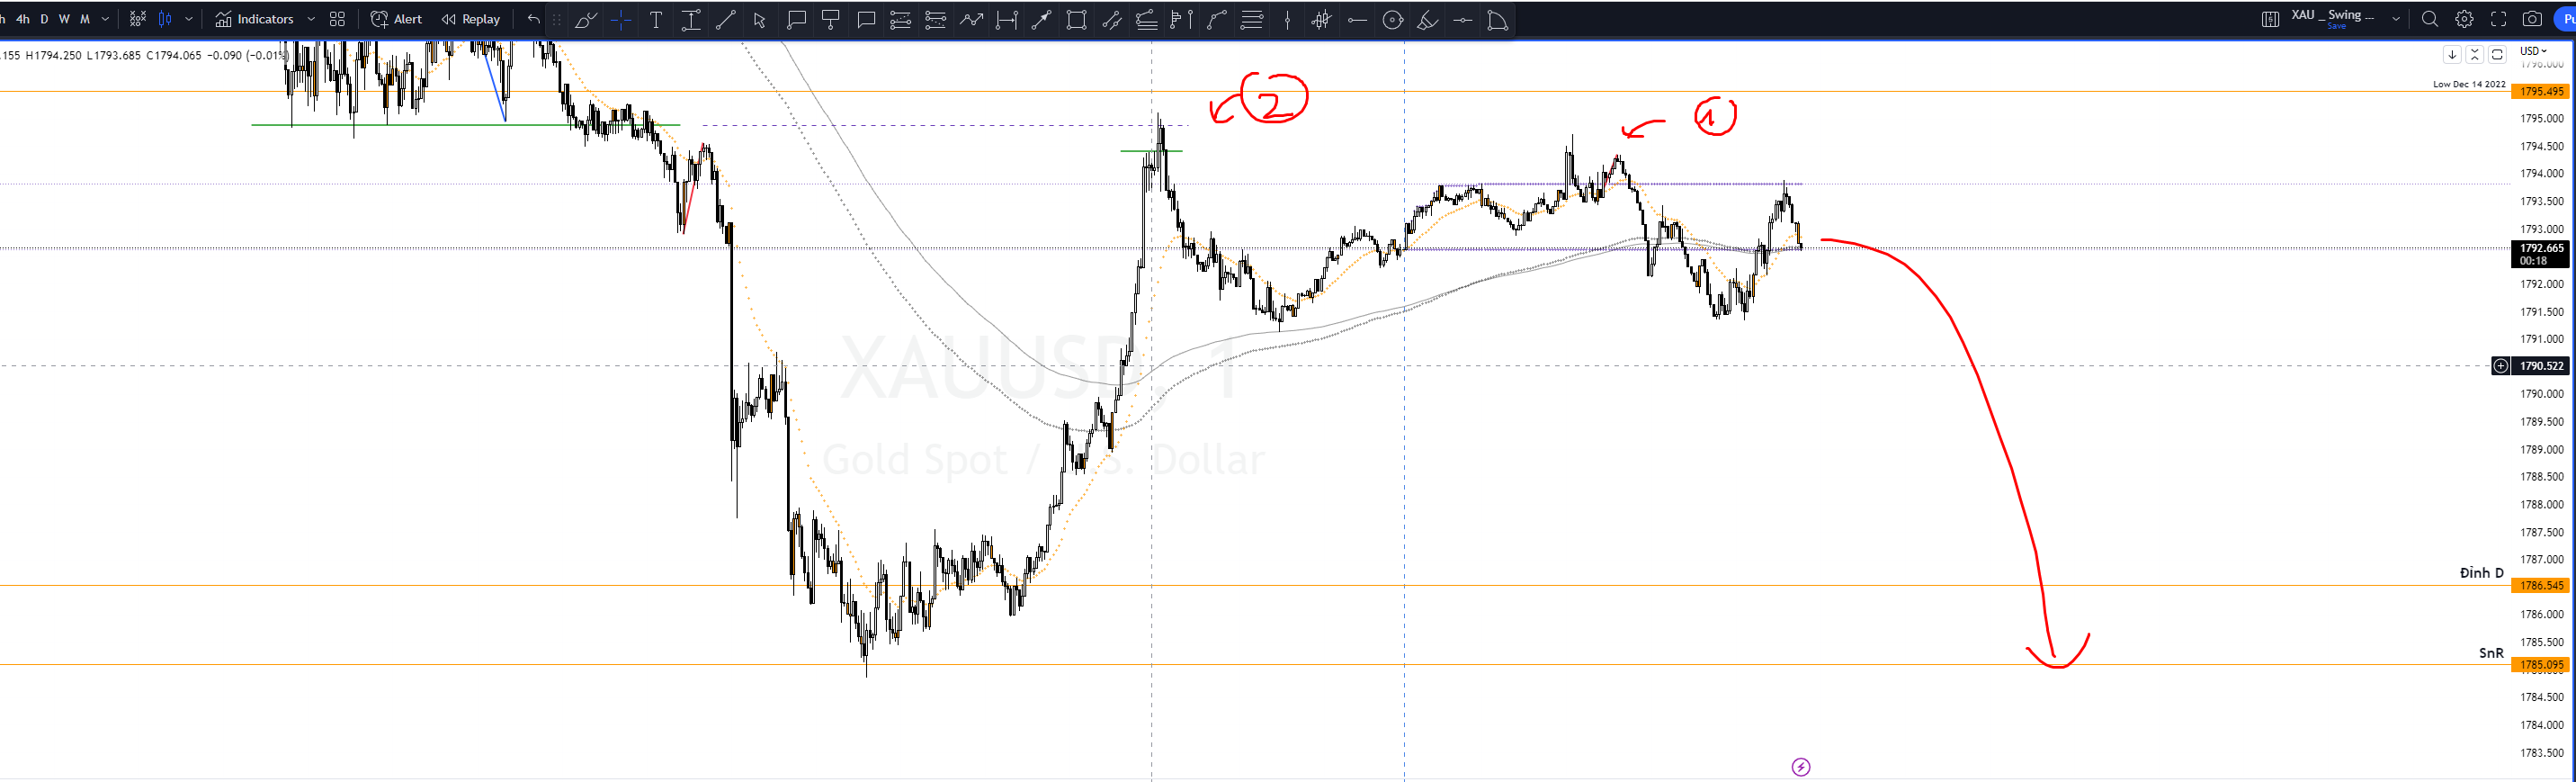 h 4h D W M Indicators Alert Replay XAU _ Swing ...
Save
.155 H1794.250 L1793.685 C1794.065 -0.090 (-0.01%)
USD
1796.000
Low Dec 14 2022 1795.495
2
1
1795.000
1794.500
1794.000
1793.500
1793.000
1792.665
00:18
1792.000
1791.500
1791.000
1790.522
XAUUSD, 1
1790.000
1789.500
Gold Spot / U.S. Dollar
1789.000
1788.500
1788.000
1787.500
1787.000
Đỉnh D 1786.545
1786.000
1785.500
SnR 1785.095
1784.500
1784.000
1783.500